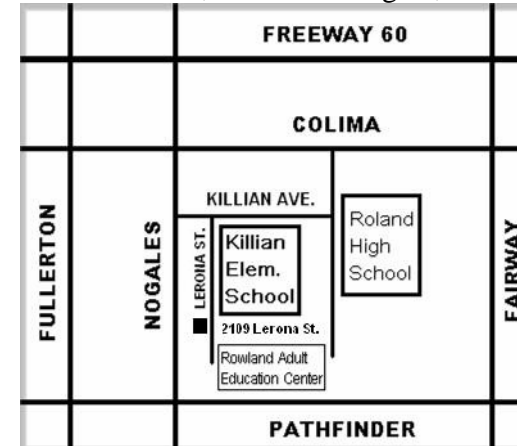 FREEWAY 60
COLIMA
KILLIAN AVE.
FULLERTON
NOGALES
LERONA ST.
Killian
Elem.
School
Roland
High
School
FAIRWAY
2109 Lerona St.
Rowland Adult
Education Center
PATHFINDER